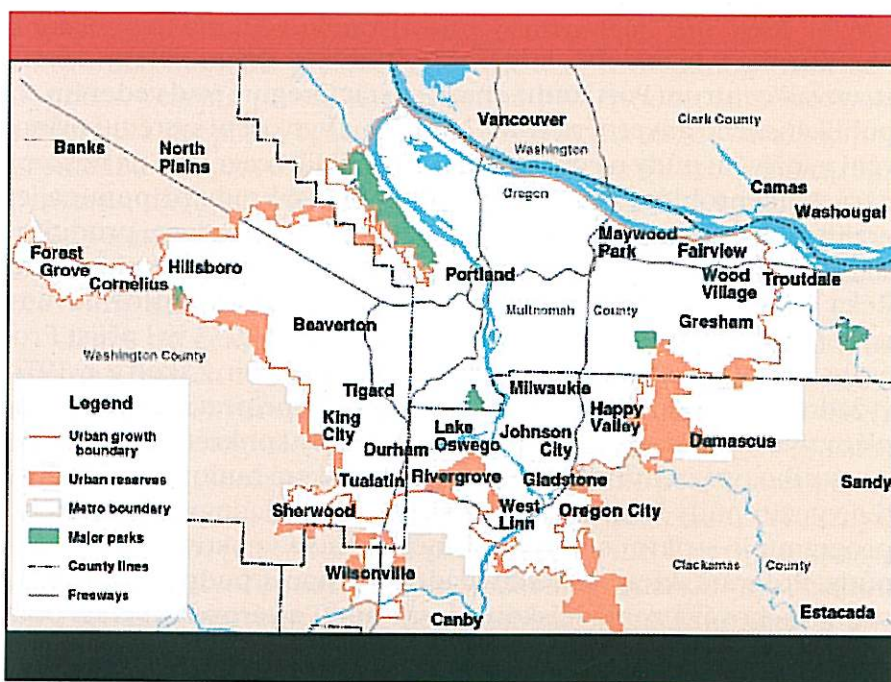 Vancouver
Clark County
Washington
Banks
North
Plains
Oregon
Camas
Washougal
Maywood
Park
Fairview
Forest
Grove
Cornelius
Hillsboro
Portland
Wood
Village
Troutdale
Multnomah
County
Gresham
Beaverton
Washington County
Tigard
Milwaukie
King
City
Lake
Oswego
Happy
Valley
Johnson
City
Durham
Damascus
Tualatin
Rivergrove
Gladstone
Sandy
Sherwood
West
Linn
Oregon City
Wilsonville
Clackamas
County
Canby
Estacada
Legend
Urban growth
boundary
Urban reserves
Metro boundary
Major parks
County lines
Freeways